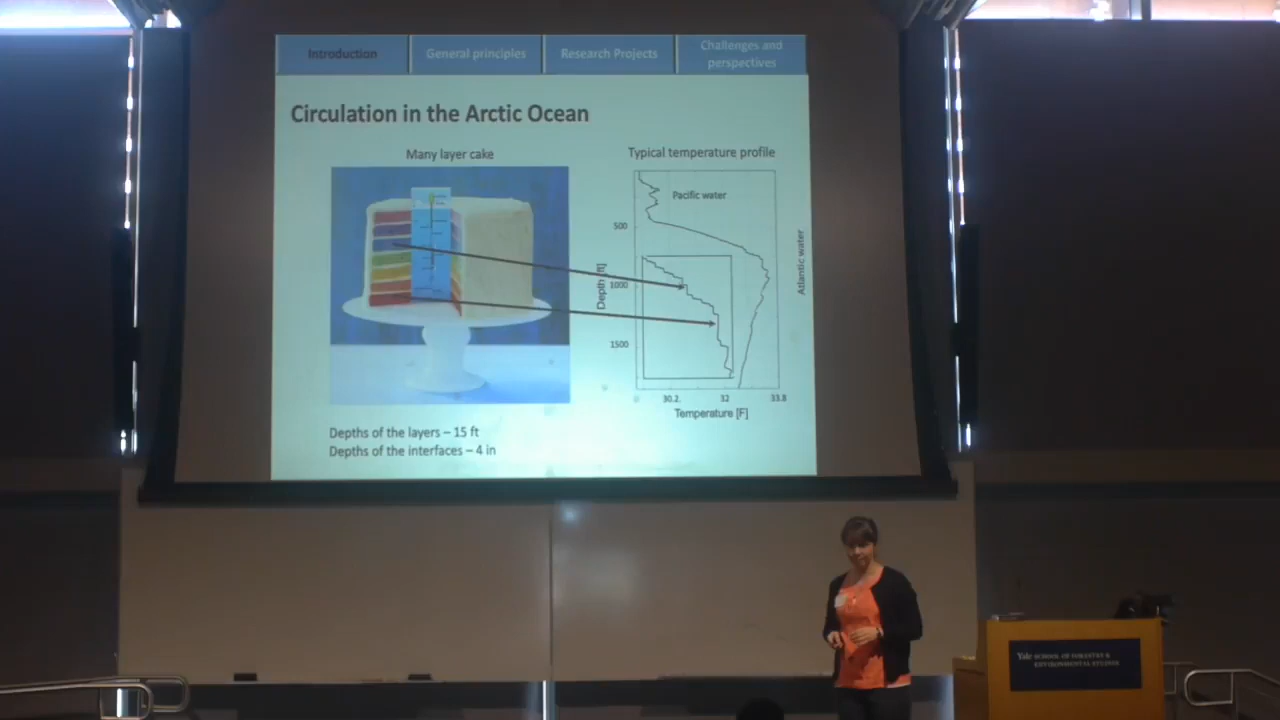 Introduction
General principles
Research Projects
Challenges and
perspectives
Circulation in the Arctic Ocean
Many layer cake
Typical temperature profile
Pacific water
500
1000
1500
Depth [ft]
Atlantic water
30.2
32
33.8
Temperature [F]
Depths of the layers – 15 ft
Depths of the interfaces – 4 in
Yale SCHOOL OF FORESTRY &
ENVIRONMENTAL STUDIES